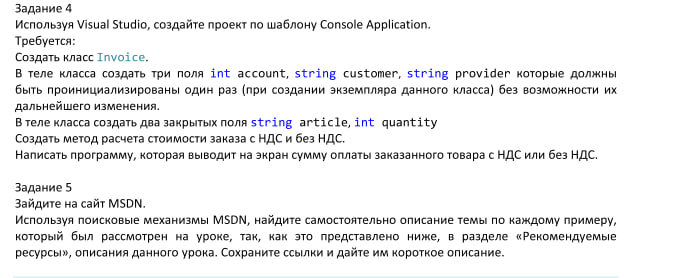 Задание 4
Используя Visual Studio, создайте проект по шаблону Console Application.
Требуется:
Создать класс Invoice.
В теле класса создать три поля int account, string customer, string provider которые должны
быть проинициализированы один раз (при создании экземпляра данного класса) без возможности их
дальнейшего изменения.
В теле класса создать два закрытых поля string article, int quantity
Создать метод расчета стоимости заказа с НДС и без НДС.
Написать программу, которая выводит на экран сумму оплаты заказанного товара с НДС или без НДС.
Задание 5
Зайдите на сайт MSDN.
Используя поисковые механизмы MSDN, найдите самостоятельно описание темы по каждому примеру,
который был рассмотрен на уроке, так, как это представлено ниже, в разделе «Рекомендуемые
ресурсы», описания данного урока. Сохраните ссылки и дайте им короткое описание.